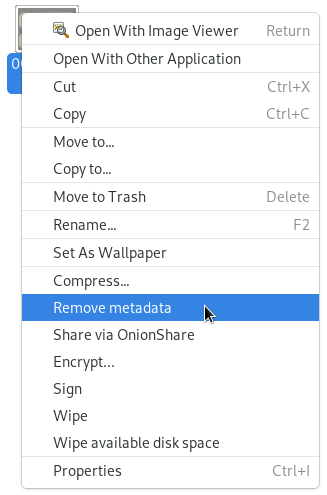 Open With Image Viewer Return
Open With Other Application
Cut Ctrl+X
Copy Ctrl+C
Move to...
Copy to...
Move to Trash Delete
Rename... F2
Set As Wallpaper
Compress...
Remove metadata
Share via OnionShare
Encrypt...
Sign
Wipe
Wipe available disk space
Properties Ctrl+I